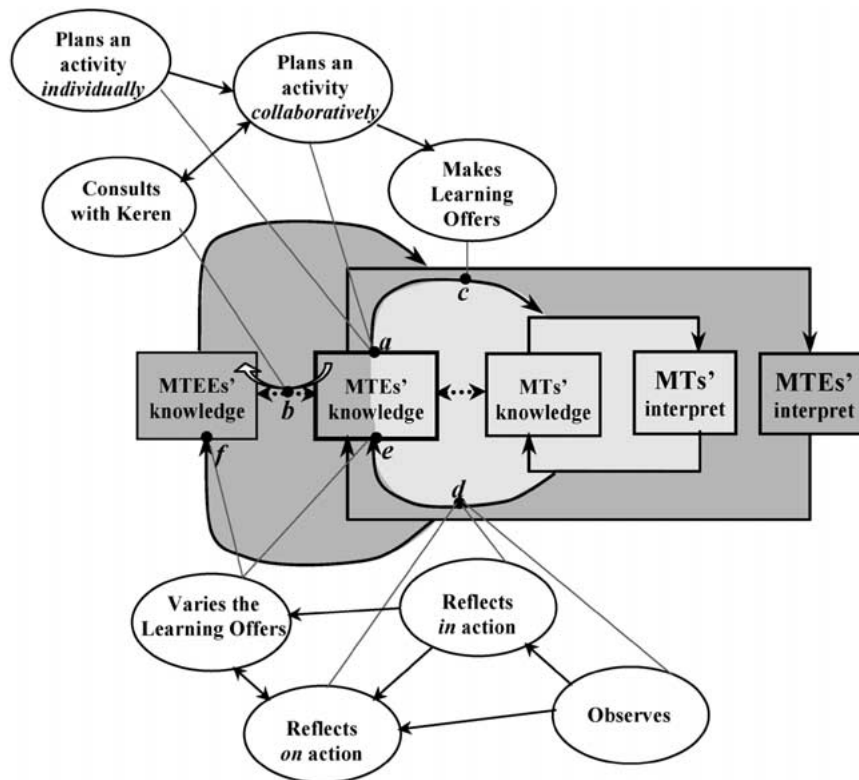 Plans an
activity
individually
Plans an
activity
collaboratively
Consults
with Keren
Makes
Learning
Offers
c
a
MTEEs'
knowledge
b
MTEs'
knowledge
MTs'
knowledge
MTs'
interpret
MTEs'
interpret
f
e
d
Varies the
Learning Offers
Reflects
in action
Reflects
on action
Observes